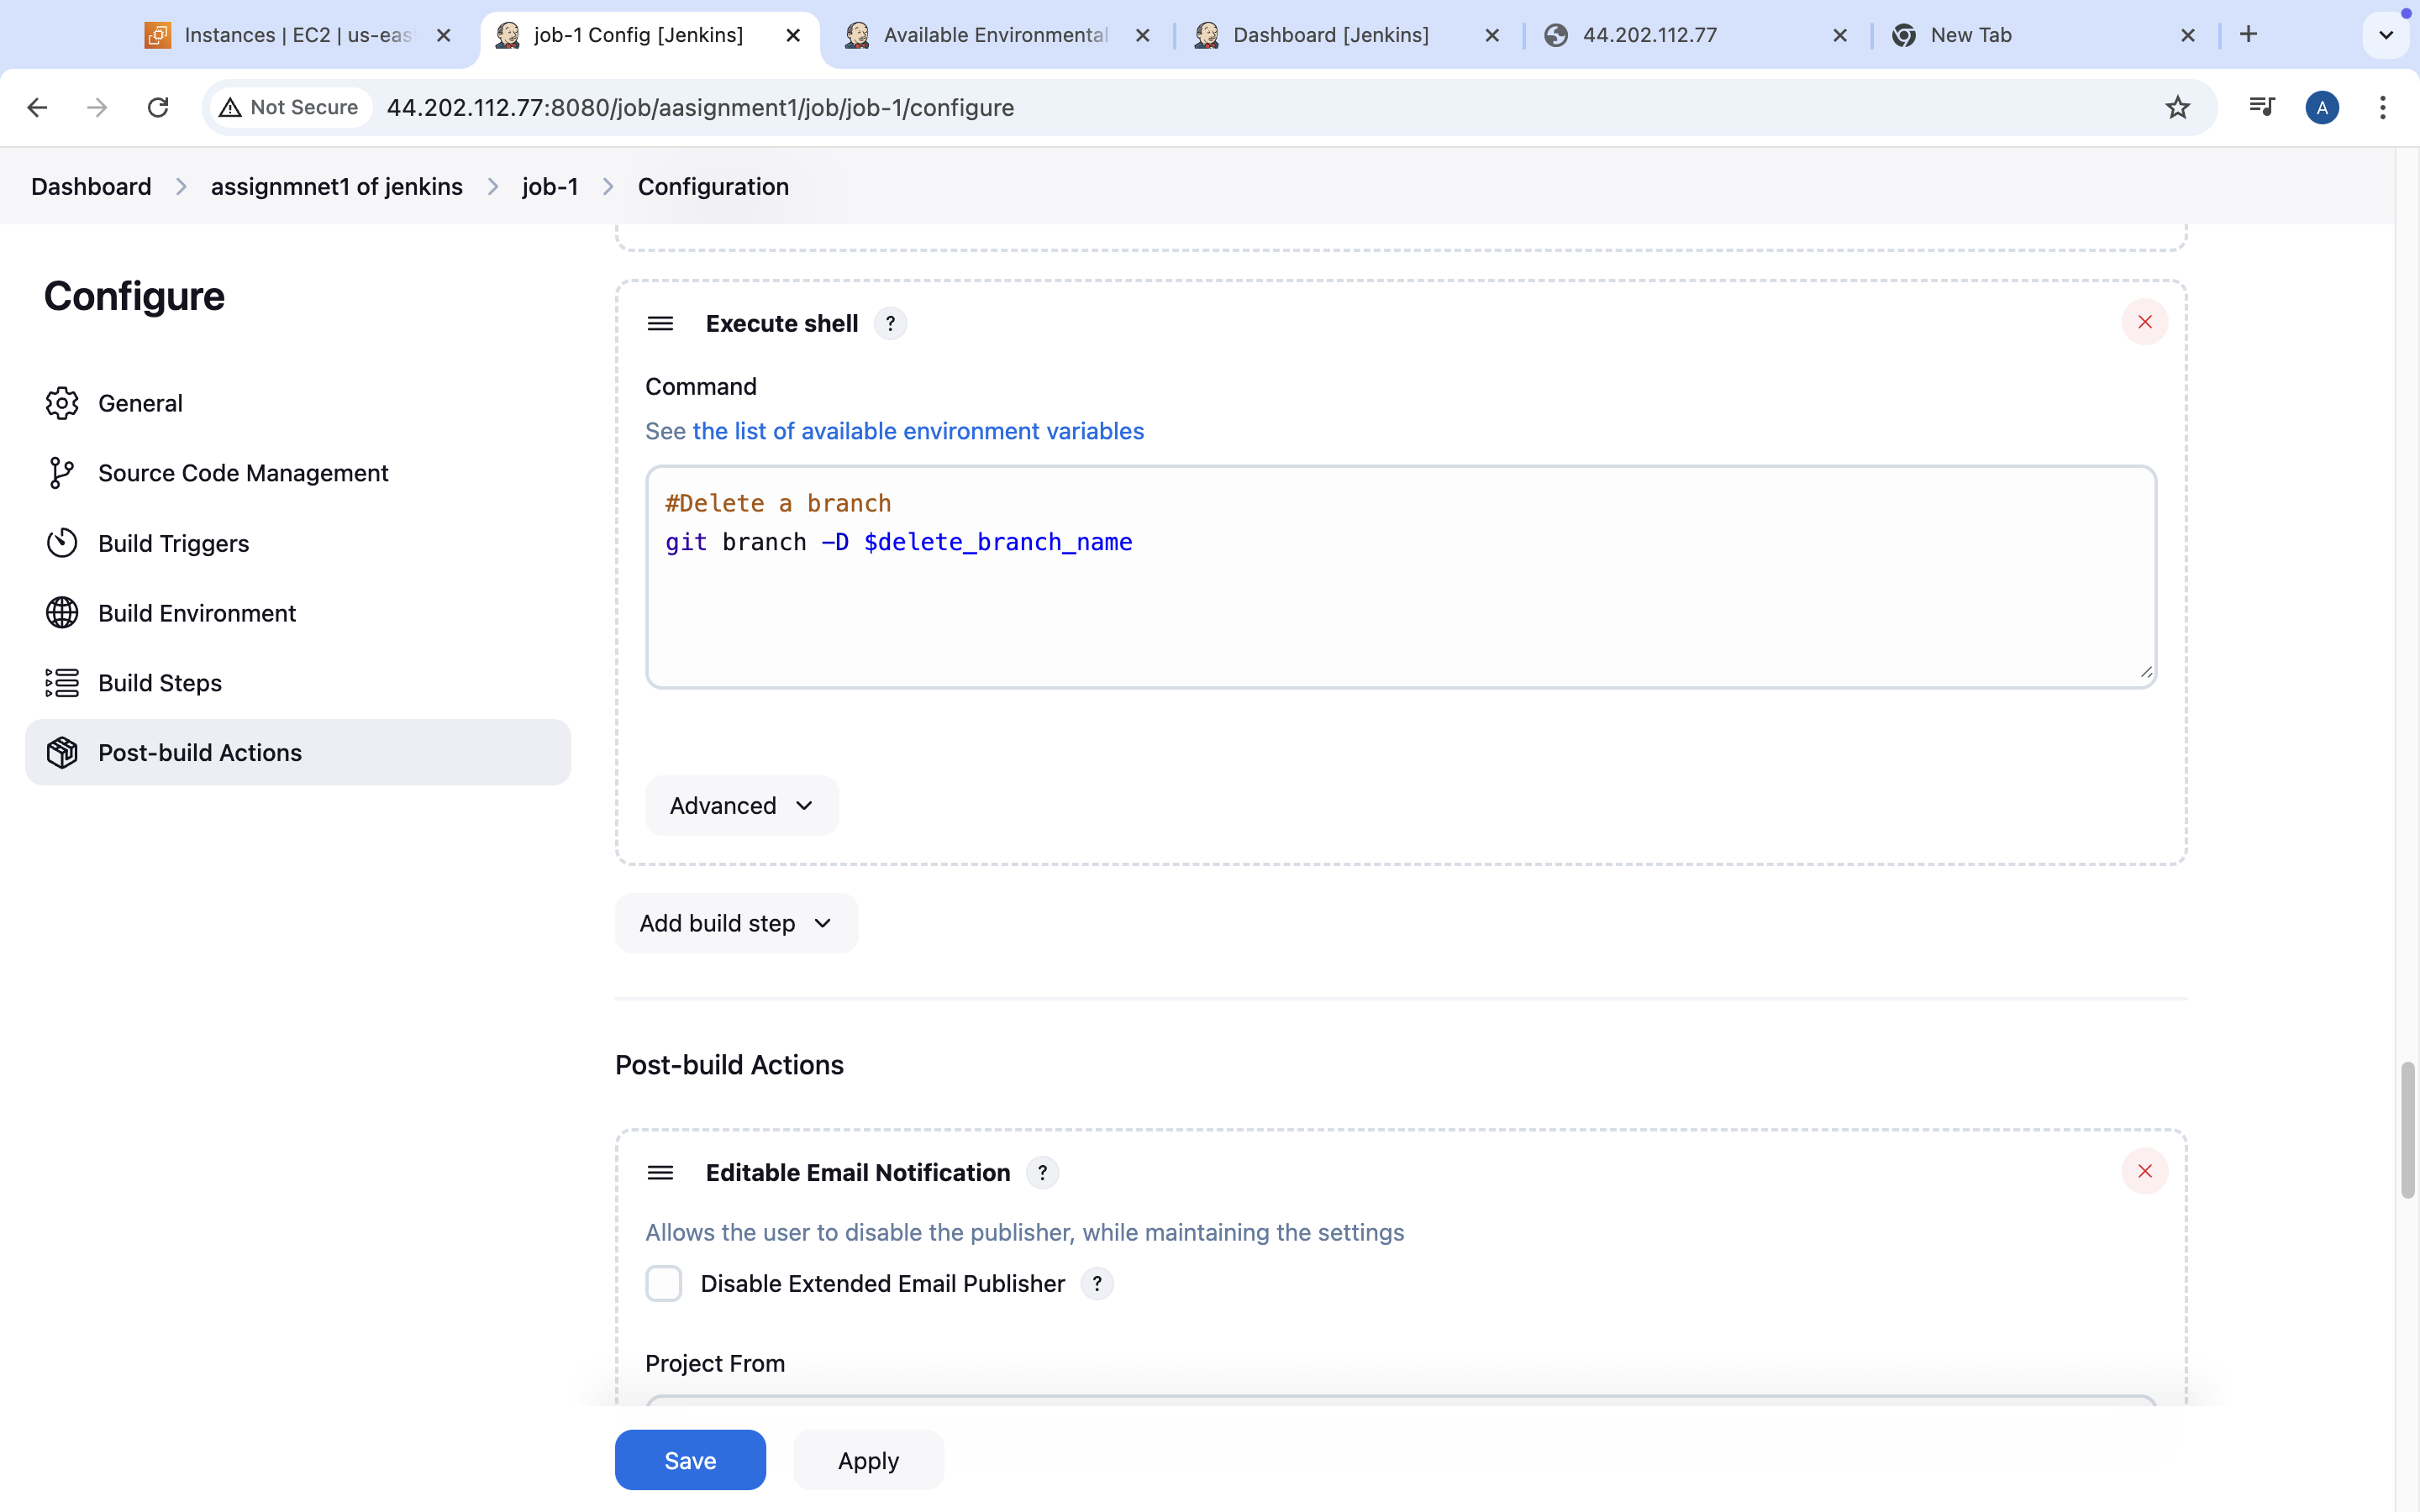 Instances | EC2 | us-eas
job-1 Config [Jenkins]
Available Environmental
Dashboard [Jenkins]
44.202.112.77
New Tab
Not Secure
44.202.112.77:8080/job/aasignment1/job/job-1/configure
A
Dashboard
assignmnet1 of jenkins
job-1
Configuration
Configure
General
Source Code Management
Build Triggers
Build Environment
Build Steps
Post-build Actions
Execute shell ?
Command
See the list of available environment variables
#Delete a branch
git branch -D $delete_branch_name
Advanced
Add build step
Post-build Actions
Editable Email Notification ?
Allows the user to disable the publisher, while maintaining the settings
Disable Extended Email Publisher ?
Project From
Save
Apply